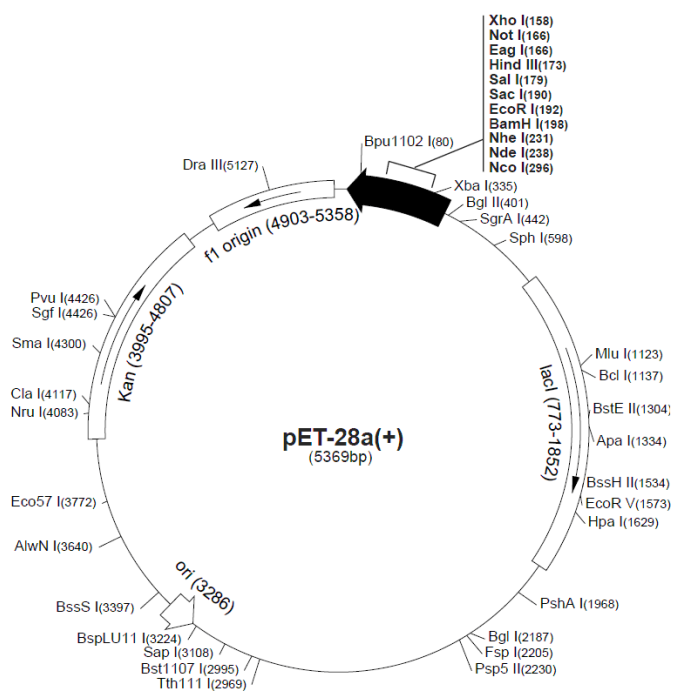 Xho I(158)
Not I(166)
Eag I(166)
Hind III(173)
Sal I(179)
Sac I(190)
EcoR I(192)
BamH I(198)
Nhe I(231)
Nde I(238)
Nco I(296)
Bpu1102 I(80)
Dra III(5127)
Xba I(335)
Bgl II(401)
SgrA I(442)
Sph I(598)
f1 origin (4903-5358)
Pvu I(4426)
Sgf I(4426)
Sma I(4300)
Kan (3995-4807)
Cla I(4117)
Nru I(4083)
Mlu I(1123)
Bcl I(1137)
BstE II(1304)
Apa I(1334)
lacI (773-1852)
BssH II(1534)
EcoR V(1573)
Hpa I(1629)
pET-28a(+)
(5369bp)
Eco57 I(3772)
AlwN I(3640)
ori (3286)
BssS I(3397)
PshA I(1968)
BspLU11 I(3224)
Sap I(3108)
Bst1107 I(2995)
Tth111 I(2969)
Bgl I(2187)
Fsp I(2205)
Psp5 II(2230)